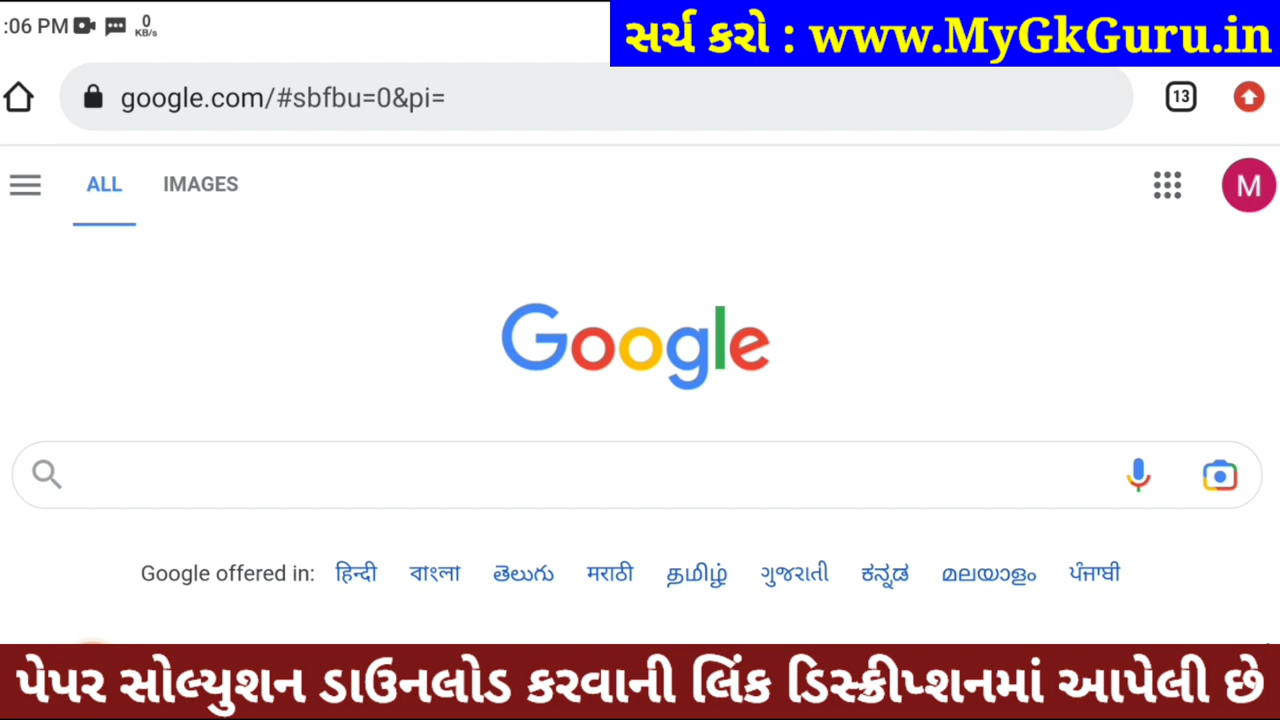 :06 PM 0 KB/s
સર્ચ કરો : www.MyGkGuru.in
google.com/#sbfbu=0&pi=
13
ALL IMAGES
M
Google
Google offered in: हिन्दी বাংলা తెలుగు मराठी தமிழ் ગુજરાતી ಕನ್ನಡ മലയാളം ਪੰਜਾਬੀ
પેપર સોલ્યુશન ડાઉનલોડ કરવાની લિંક ડિસ્ક્રીપ્શનમાં આપેલી છે